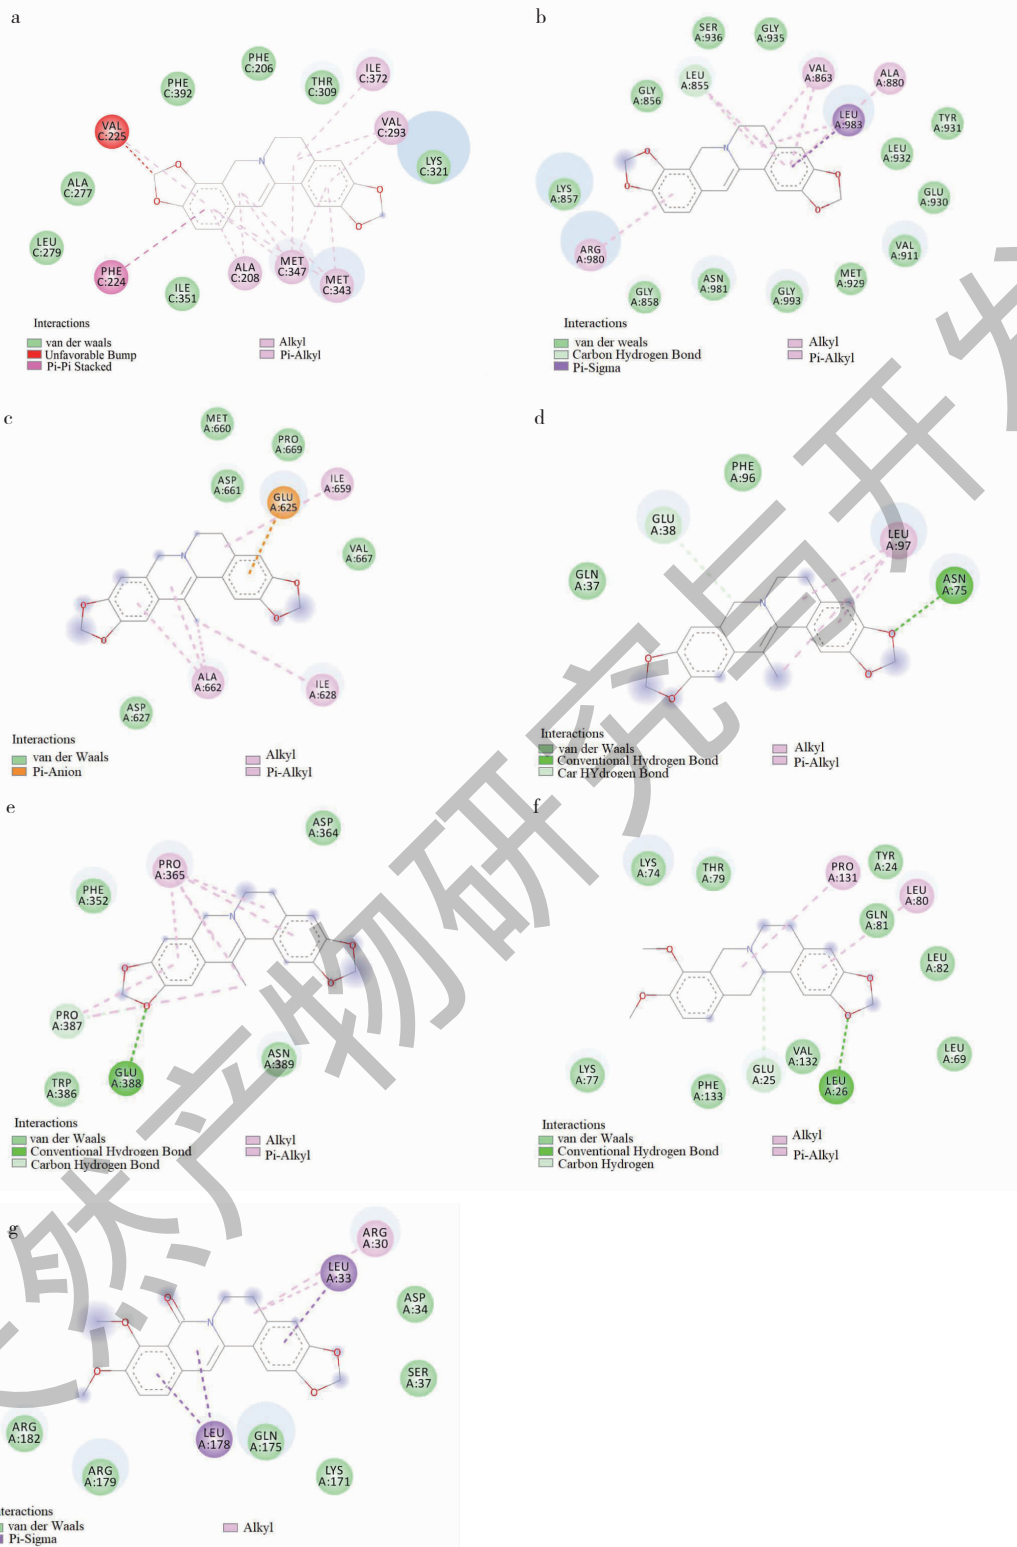 a
PHE
C:206
PHE
C:392
THR
C:309
ILE
C:372
VAL
C:225
VAL
C:293
LYS
C:321
ALA
C:277
LEU
C:279
PHE
C:224
ILE
C:351
ALA
C:208
MET
C:347
MET
C:343
N
O
O
O
O
Interactions
van der waals
Unfavorable Bump
Pi-Pi Stacked
Alkyl
Pi-Alkyl
b
SER
A:936
GLY
A:935
LEU
A:855
VAL
A:863
ALA
A:880
GLY
A:856
LEU
A:983
TYR
A:931
LEU
A:932
LYS
A:857
GLU
A:930
ARG
A:980
VAL
A:911
GLY
A:858
ASN
A:981
GLY
A:993
MET
A:929
N
O
O
O
O
Interactions
van der weals
Carbon Hydrogen Bond
Pi-Sigma
Alkyl
Pi-Alkyl
c
MET
A:660
PRO
A:669
ASP
A:661
GLU
A:625
ILE
A:659
VAL
A:667
ALA
A:662
ILE
A:628
ASP
A:627
N
O
O
O
O
Interactions
van der Waals
Pi-Anion
Alkyl
Pi-Alkyl
d
PHE
A:96
GLU
A:38
LEU
A:97
GLN
A:37
ASN
A:75
N
O
O
O
O
Interactions
van der Waals
Conventional Hydrogen Bond
Car HYdrogen Bond
Alkyl
Pi-Alkyl
e
ASP
A:364
PRO
A:365
PHE
A:352
PRO
A:387
GLU
A:388
ASN
A:389
TRP
A:386
N
O
O
O
O
Interactions
van der Waals
Conventional Hydrogen Bond
Carbon Hydrogen Bond
Alkyl
Pi-Alkyl
f
LYS
A:74
THR
A:79
PRO
A:131
TYR
A:24
LEU
A:80
GLN
A:81
LEU
A:82
LEU
A:69
VAL
A:132
LYS
A:77
PHE
A:133
GLU
A:25
LEU
A:26
N
O
O
O
O
Interactions
van der Waals
Conventional Hydrogen Bond
Carbon Hydrogen
Alkyl
Pi-Alkyl
g
ARG
A:30
LEU
A:33
ASP
A:34
SER
A:37
LEU
A:178
GLN
A:175
ARG
A:182
ARG
A:179
LYS
A:171
O
N
O
O
O
O
nteractions
van der Waals
Pi-Sigma
Alkyl
然产物研究与开发